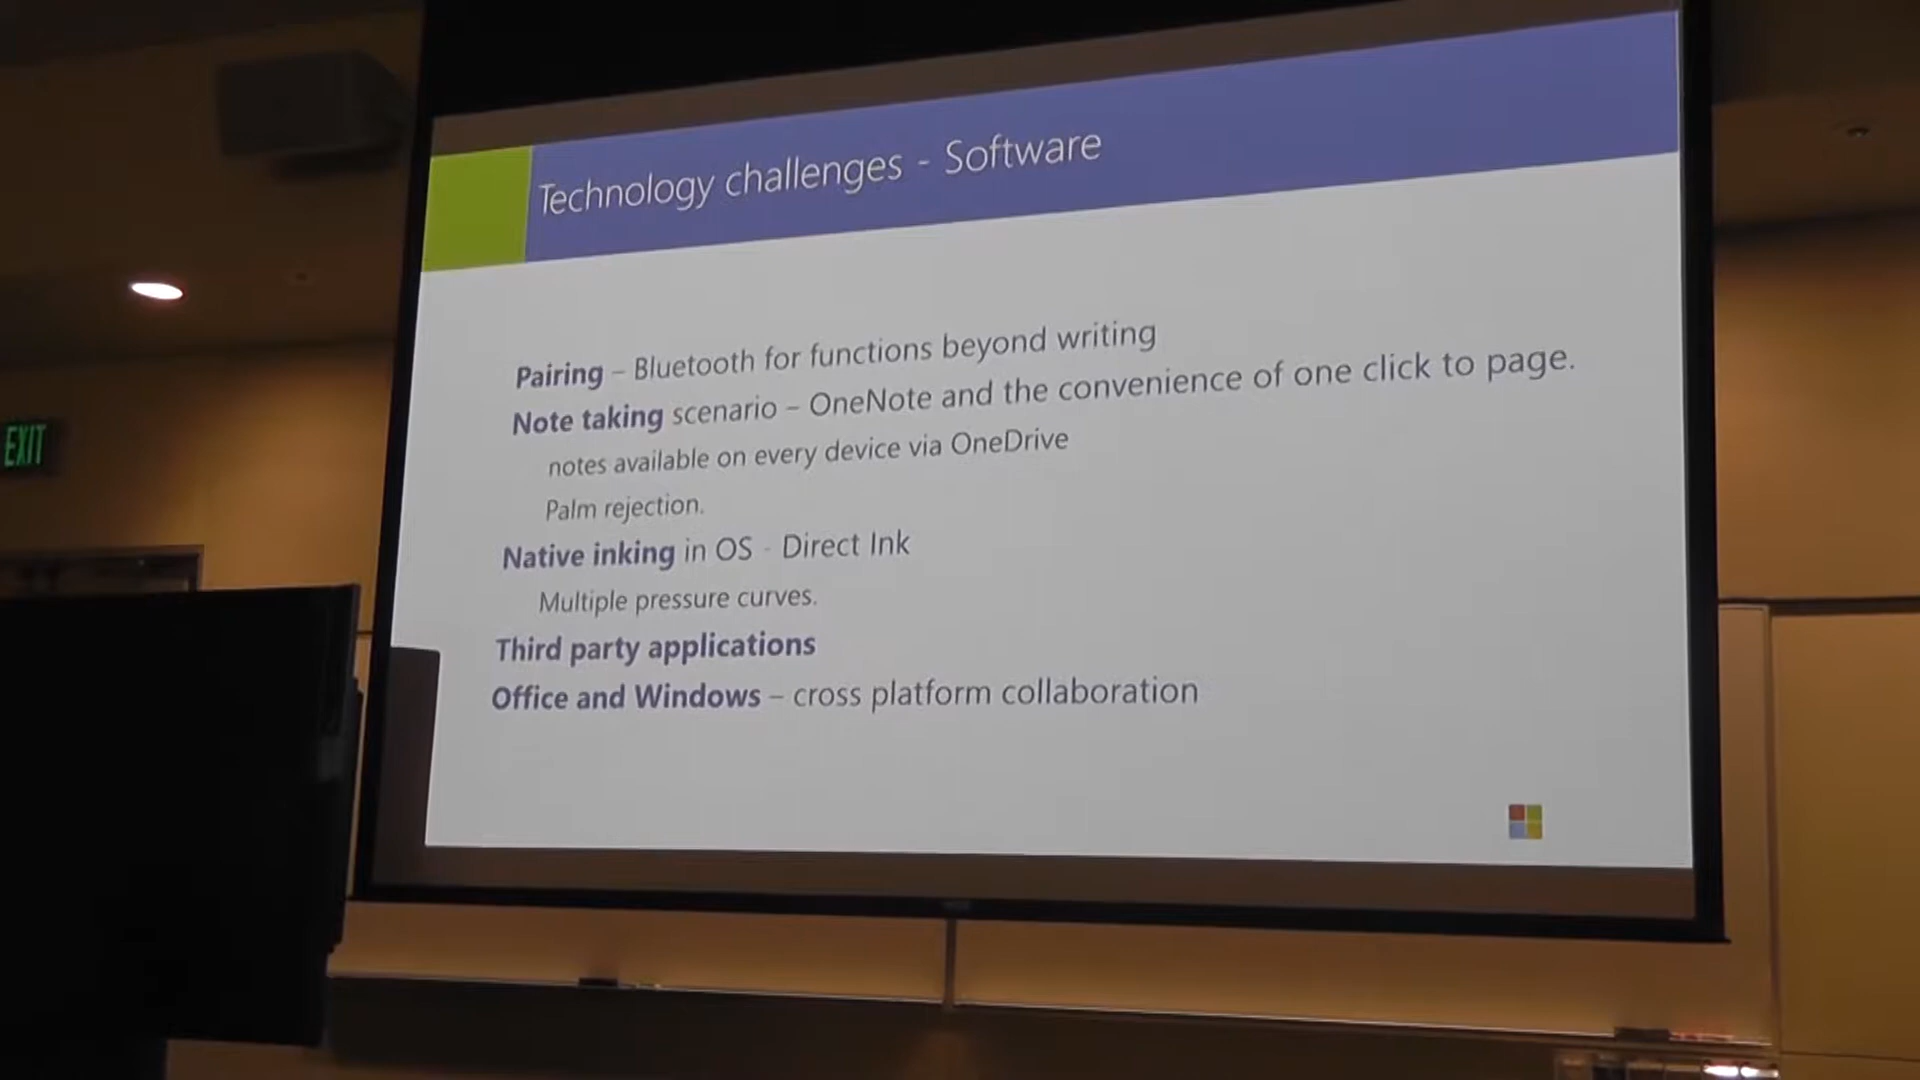 Technology challenges - Software
Pairing – Bluetooth for functions beyond writing
Note taking scenario – OneNote and the convenience of one click to page.
notes available on every device via OneDrive
Palm rejection.
Native inking in OS - Direct Ink
Multiple pressure curves.
Third party applications
Office and Windows – cross platform collaboration
EXIT